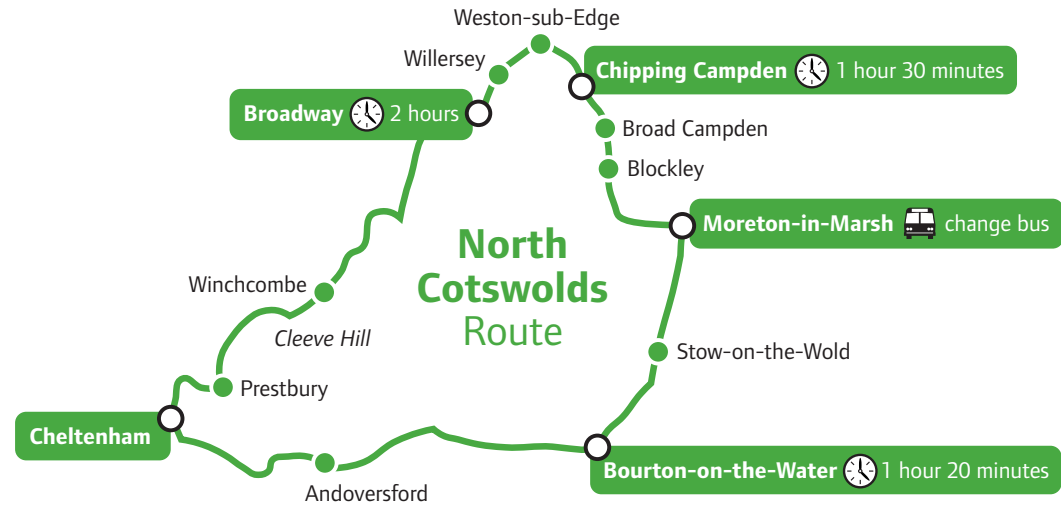 Weston-sub-Edge
Willersey
Chipping Campden 1 hour 30 minutes
Broadway 2 hours
Broad Campden
Blockley
Moreton-in-Marsh change bus
North
Cotswolds
Route
Winchcombe
Cleeve Hill
Stow-on-the-Wold
Prestbury
Cheltenham
Bourton-on-the-Water 1 hour 20 minutes
Andoversford